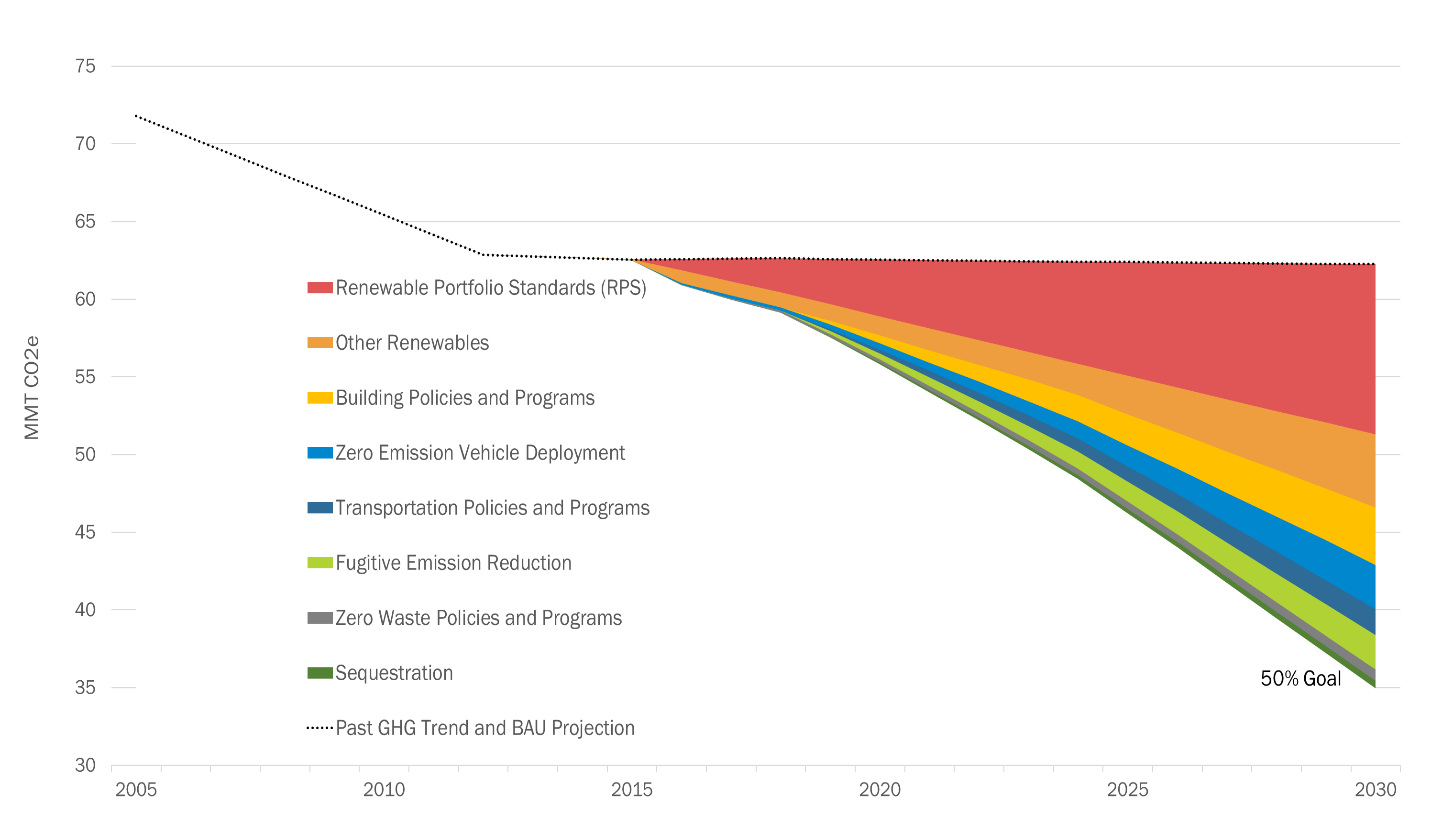 75
70
65
60
55
50
45
40
35
30
MMT CO2e
Renewable Portfolio Standards (RPS)
Other Renewables
Building Policies and Programs
Zero Emission Vehicle Deployment
Transportation Policies and Programs
Fugitive Emission Reduction
Zero Waste Policies and Programs
Sequestration
Past GHG Trend and BAU Projection
50% Goal
2005
2010
2015
2020
2025
2030